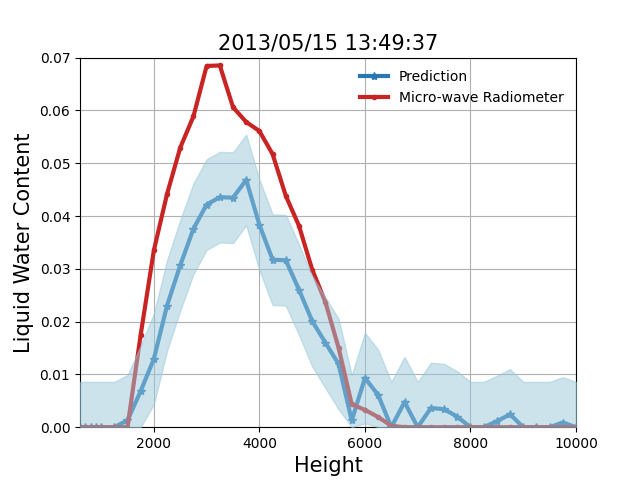 2013/05/15 13:49:37
Prediction
Micro-wave Radiometer
Liquid Water Content
0.07
0.06
0.05
0.04
0.03
0.02
0.01
0.00
2000 4000 6000 8000 10000
Height